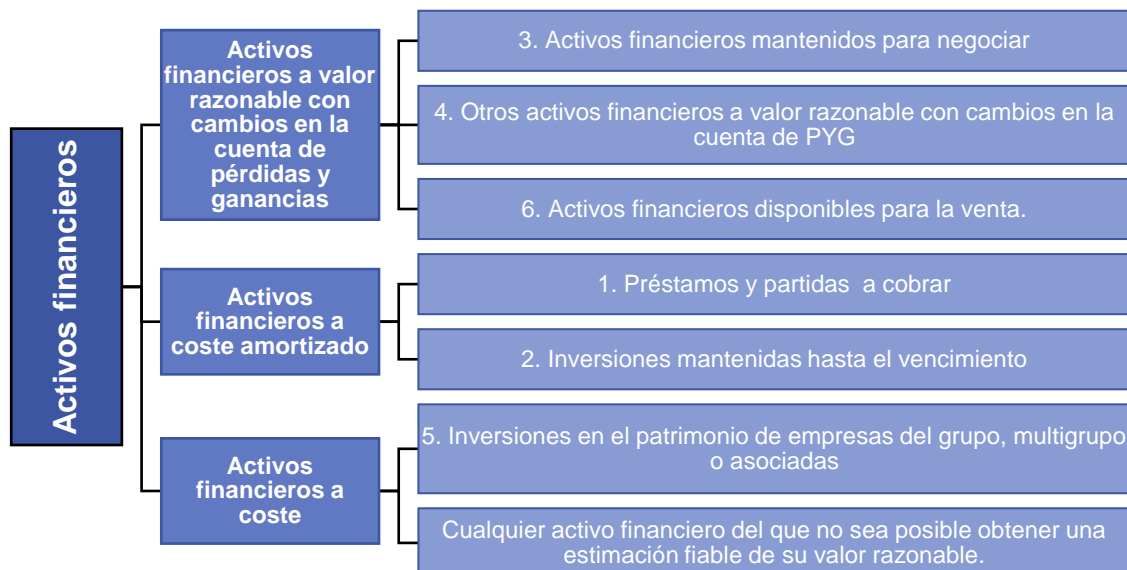 Activos financieros
Activos
financieros a valor
razonable con
cambios en la
cuenta de
pérdidas y
ganancias
3. Activos financieros mantenidos para negociar
4. Otros activos financieros a valor razonable con cambios en la
cuenta de PYG
6. Activos financieros disponibles para la venta.
Activos
financieros a
coste amortizado
1. Préstamos y partidas a cobrar
2. Inversiones mantenidas hasta el vencimiento
Activos
financieros a
coste
5. Inversiones en el patrimonio de empresas del grupo, multigrupo
o asociadas
Cualquier activo financiero del que no sea posible obtener una
estimación fiable de su valor razonable.